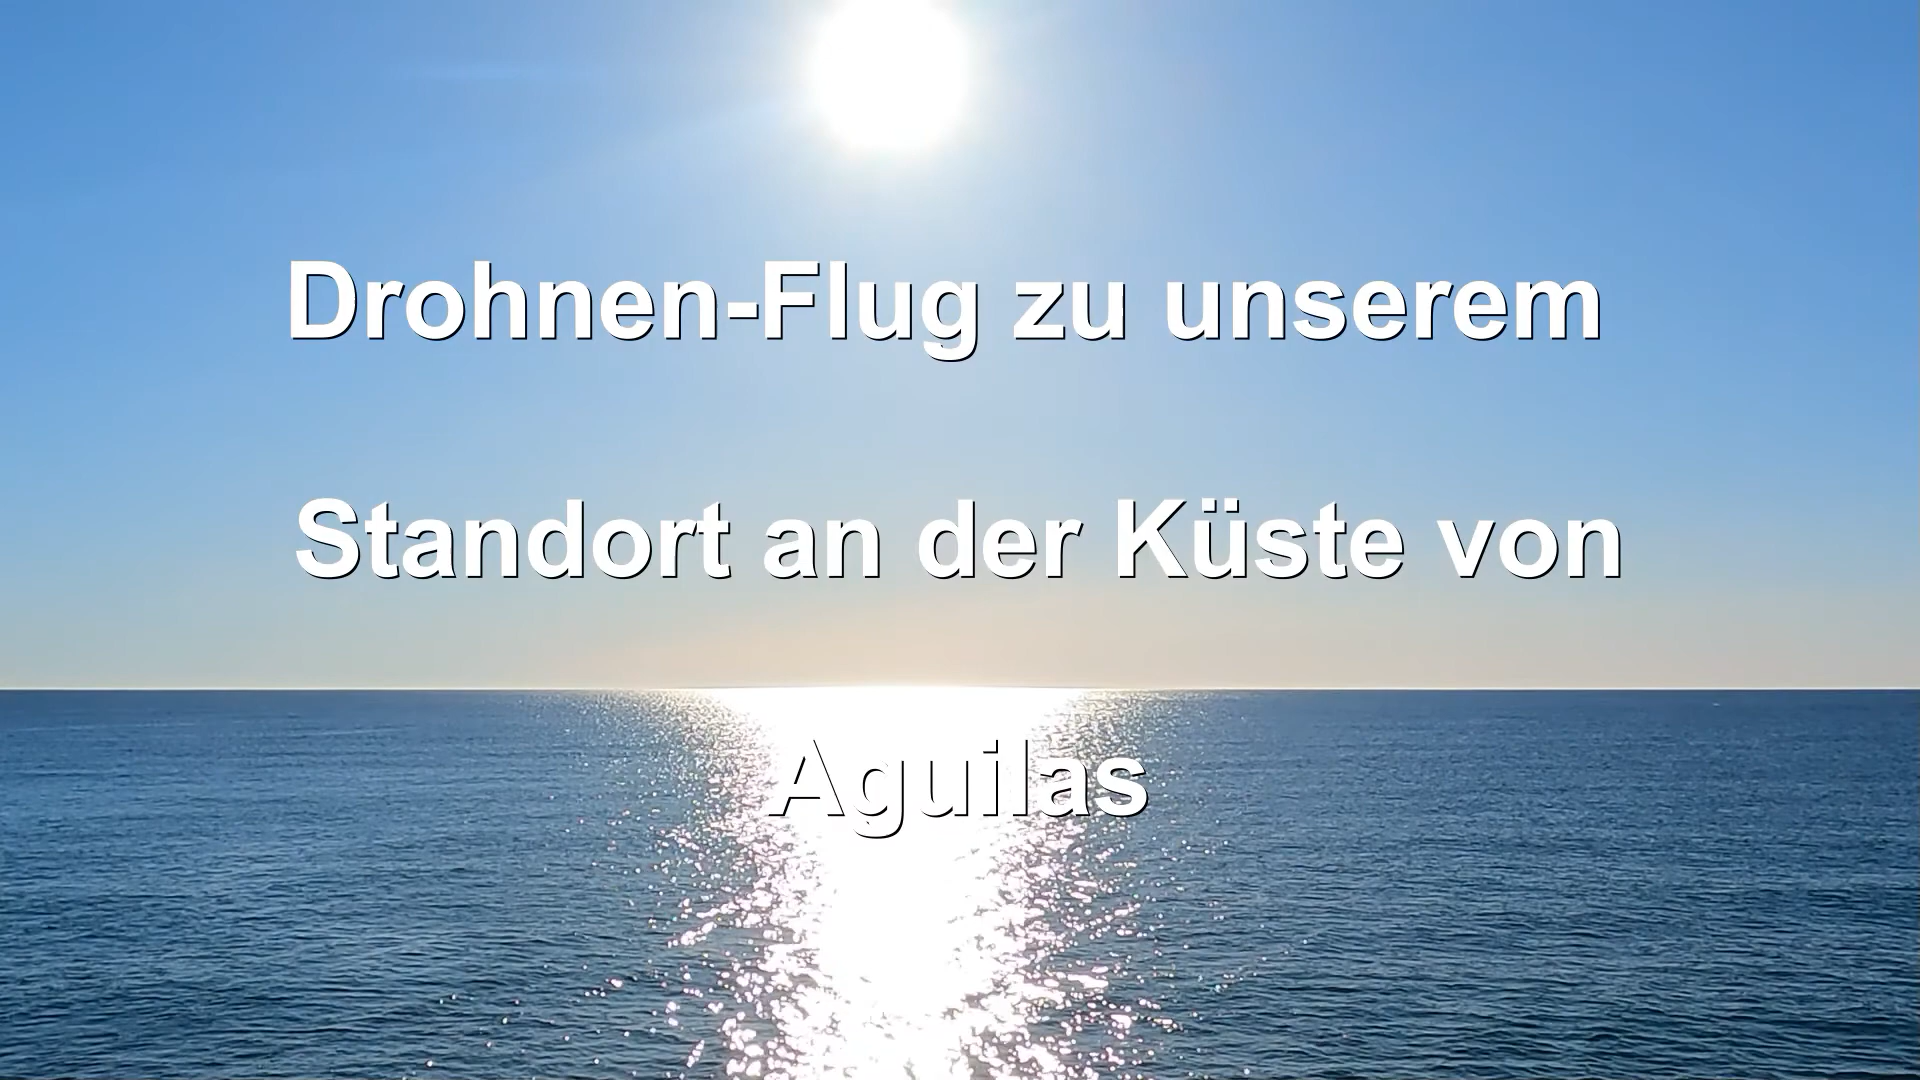 Drohnen-Flug zu unserem
Standort an der Küste von
Aguilas